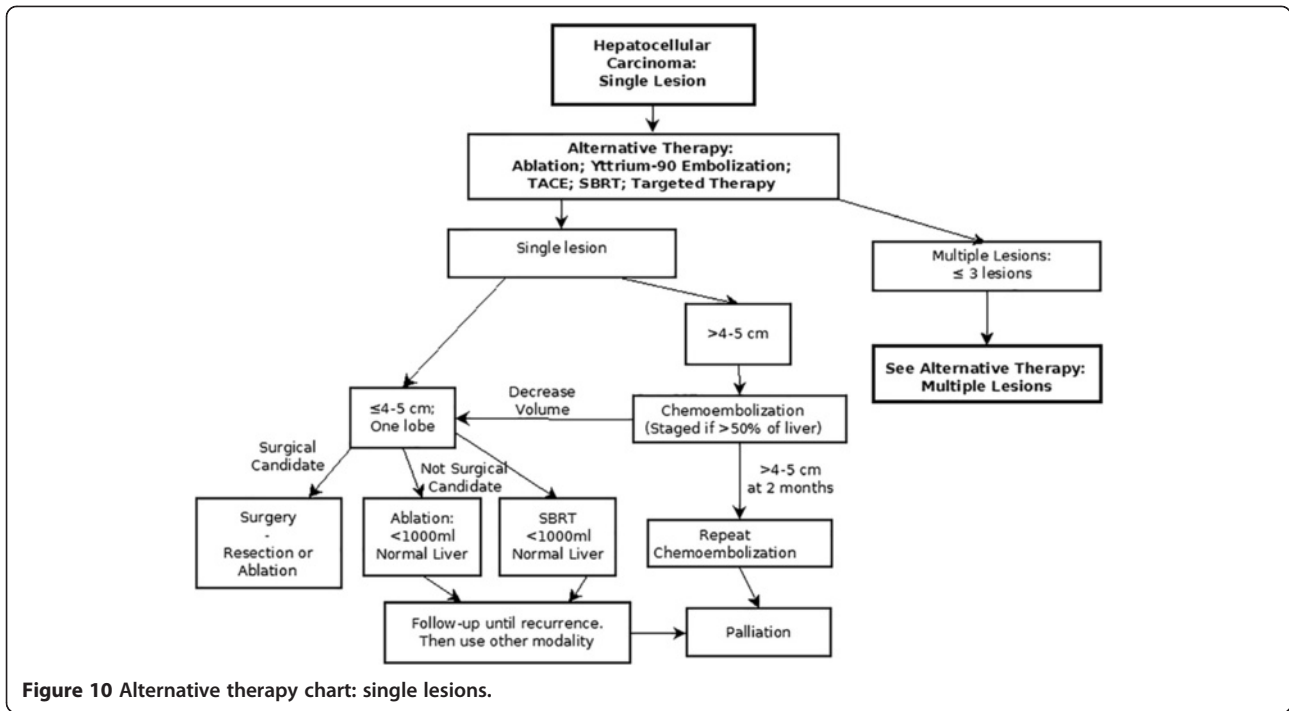 Hepatocellular
Carcinoma:
Single Lesion
Alternative Therapy:
Ablation; Yttrium-90 Embolization;
TACE; SBRT; Targeted Therapy
Single lesion
Multiple Lesions:
≤ 3 lesions
>4-5 cm
See Alternative Therapy:
Multiple Lesions
≤4-5 cm;
One lobe
Decrease
Volume
Chemoembolization
(Staged if >50% of liver)
Surgical
Candidate
Not Surgical
Candidate
>4-5 cm
at 2 months
Surgery
-
Resection or
Ablation
Ablation:
<1000ml
Normal Liver
SBRT
<1000ml
Normal Liver
Repeat
Chemoembolization
Follow-up until recurrence.
Then use other modality
Palliation
Figure 10 Alternative therapy chart: single lesions.